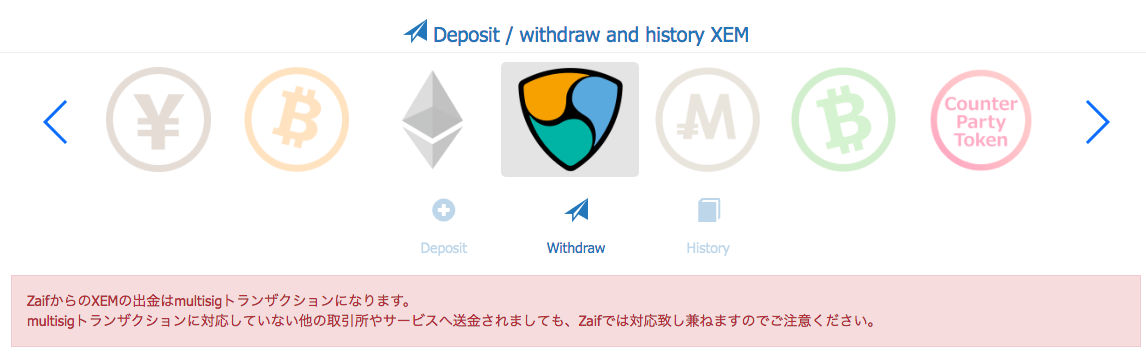 Deposit / withdraw and history XEM
Counter
Party
Token
Deposit
Withdraw
History
ZaifからのXEMの出金はmultisigトランザクションになります。
multisigトランザクションに対応していない他の取引所やサービスへ送金されましても、Zaifでは対応致し兼ねますのでご注意ください。